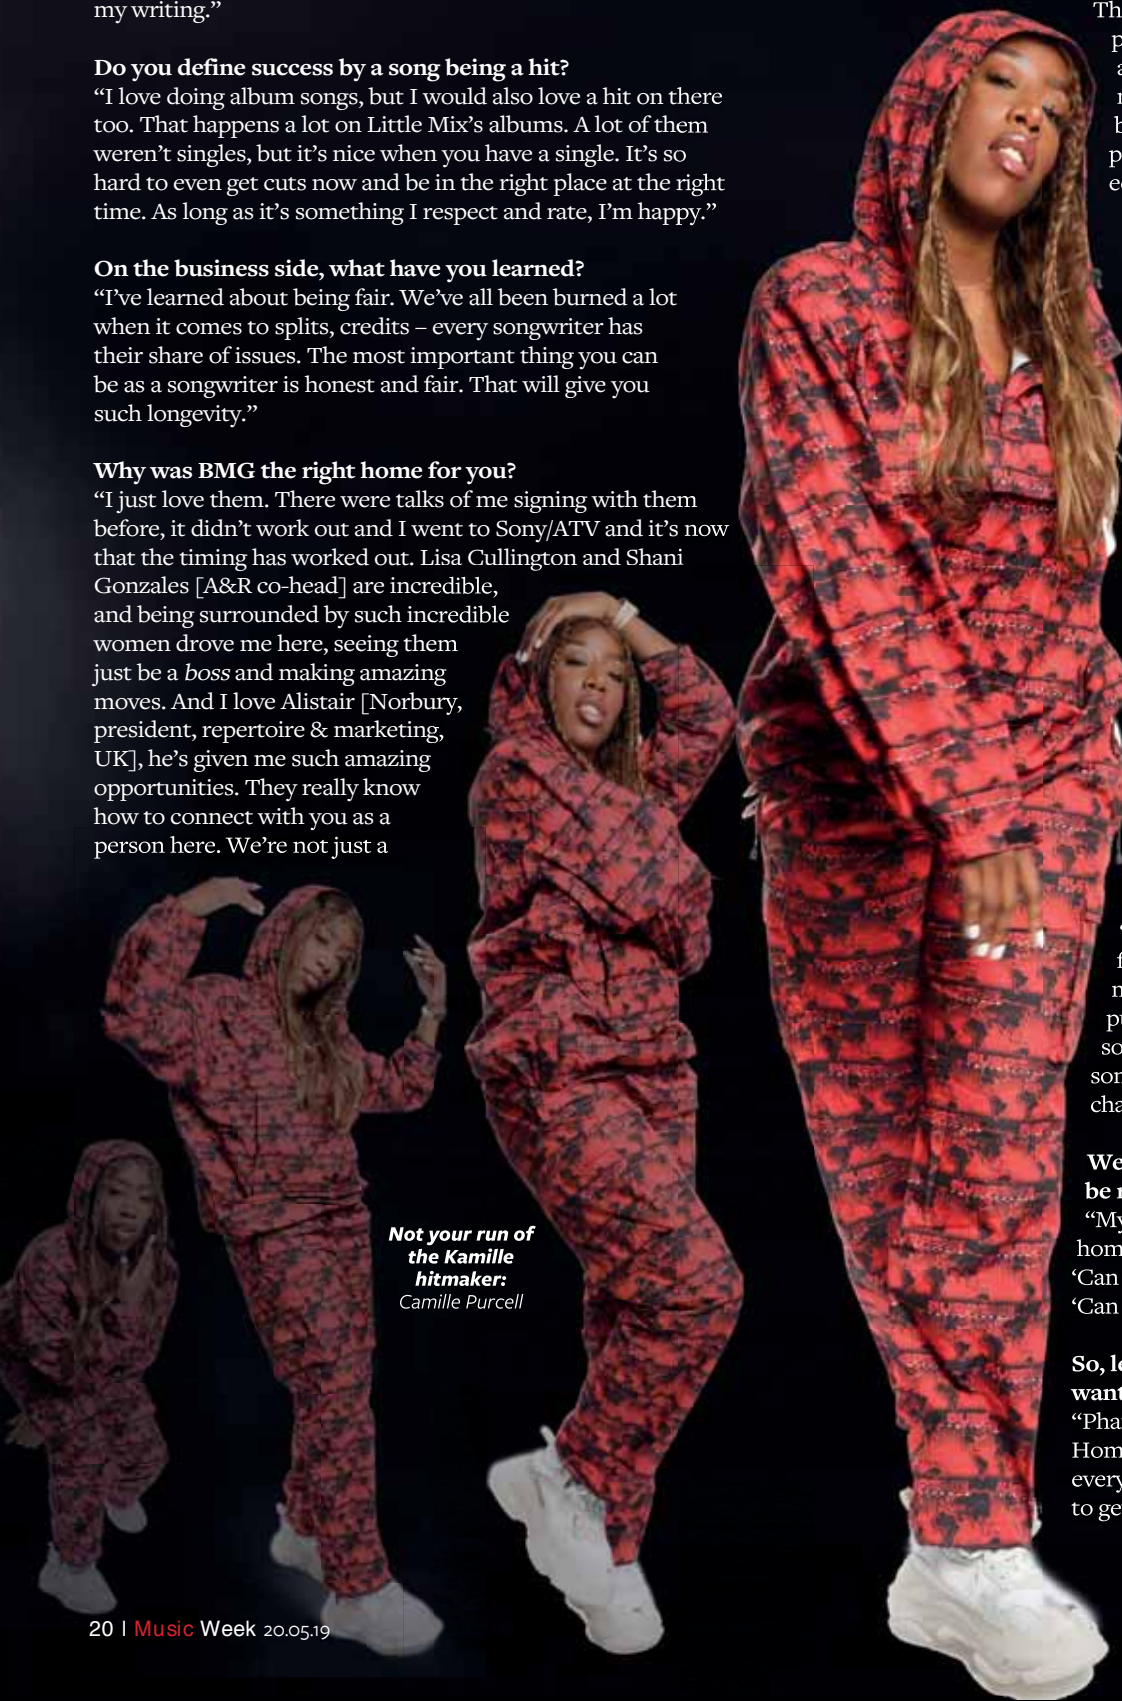 my writing.”
Do you define success by a song being a hit?
“I love doing album songs, but I would also love a hit on there
too. That happens a lot on Little Mix’s albums. A lot of them
weren’t singles, but it’s nice when you have a single. It’s so
hard to even get cuts now and be in the right place at the right
time. As long as it’s something I respect and rate, I’m happy.”
On the business side, what have you learned?
“I’ve learned about being fair. We’ve all been burned a lot
when it comes to splits, credits – every songwriter has
their share of issues. The most important thing you can
be as a songwriter is honest and fair. That will give you
such longevity.”
Why was BMG the right home for you?
“I just love them. There were talks of me signing with them
before, it didn’t work out and I went to Sony/ATV and it’s now
that the timing has worked out. Lisa Cullington and Shani
Gonzales [A&R co-head] are incredible,
and being surrounded by such incredible
women drove me here, seeing them
just be a boss and making amazing
moves. And I love Alistair [Norbury,
president, repertoire & marketing,
UK], he’s given me such amazing
opportunities. They really know
how to connect with you as a
person here. We’re not just a
Not your run of
the Kamille
hitmaker:
Camille Purcell
20 | Music Week 20.05.19
We
“My
‘Can
‘Can
So,
to